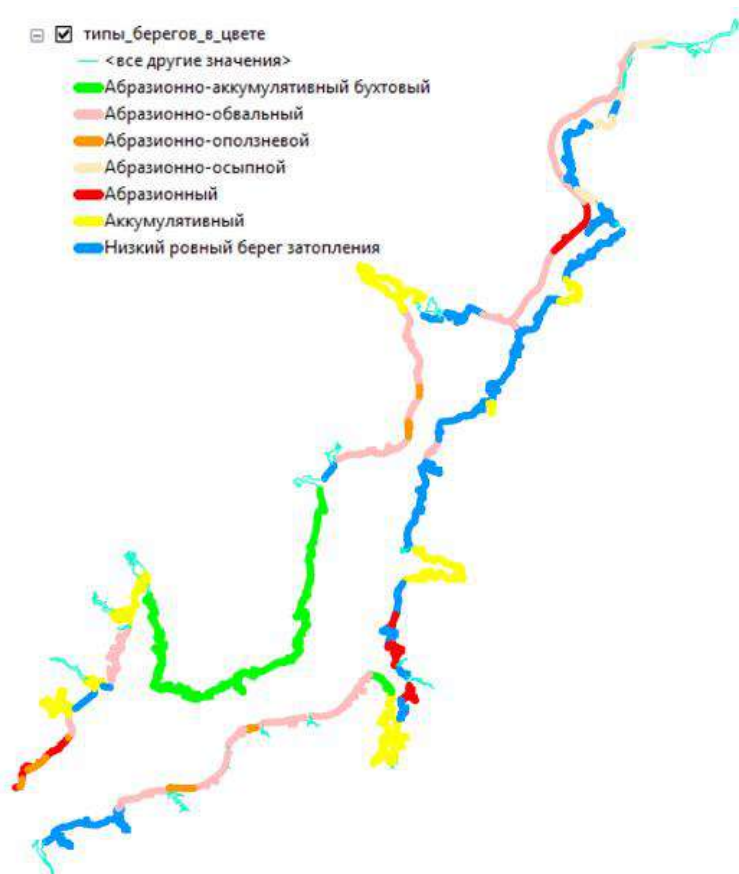 типы_берегов_в_цвете
<все другие значения>
Абразионно-аккумулятивный бухтовый
Абразионно-обвальный
Абразионно-оползневой
Абразионно-осыпной
Абразионный
Аккумулятивный
Низкий ровный берег затопления